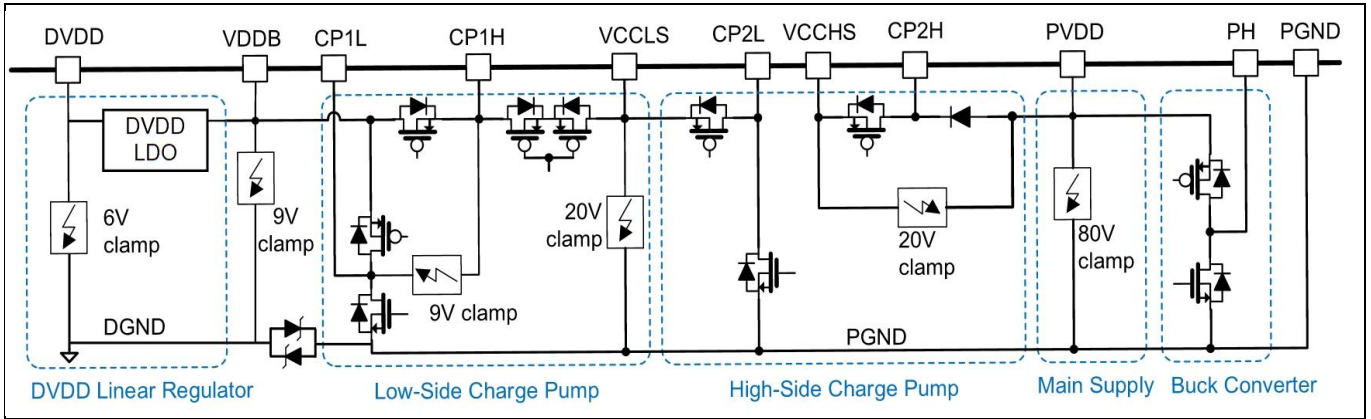 DVDD VDDB CP1L CP1H VCCLS CP2L VCCHS CP2H PVDD PH PGND
DVDD
LDO
6V
clamp
9V
clamp
9V clamp
20V
clamp
20V
clamp
80V
clamp
DGND
PGND
DVDD Linear Regulator
Low-Side Charge Pump
High-Side Charge Pump
Main Supply
Buck Converter